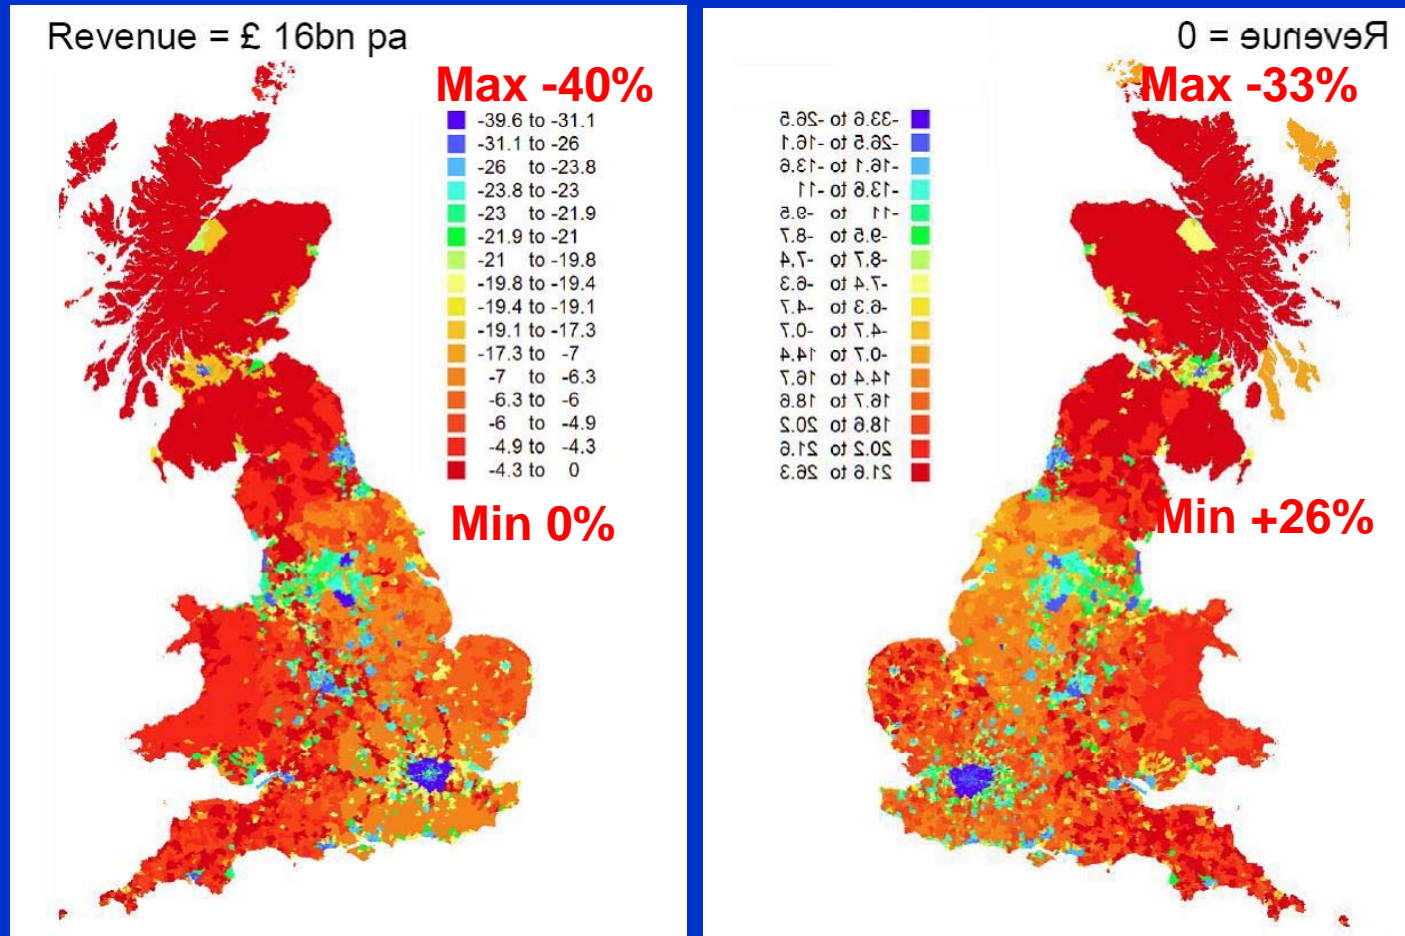 Revenue = £ 16bn pa
Max -40%
-39.6 to -31.1
-31.1 to -26
-26 to -23.8
-23.8 to -23
-23 to -21.9
-21.9 to -21
-21 to -19.8
-19.8 to -19.4
-19.4 to -19.1
-19.1 to -17.3
-17.3 to -7
-7 to -6.3
-6.3 to -6
-6 to -4.9
-4.9 to -4.3
-4.3 to 0
Min 0%
Revenue = 0
Max -33%
-33.6 to -26.5
-26.5 to -16.1
-16.1 to -13.6
-13.6 to -11
-11 to -9.5
-9.5 to -8.7
-8.7 to -7.4
-7.4 to -6.3
-6.3 to -4.7
-4.7 to -0.7
-0.7 to 14.4
14.4 to 16.7
16.7 to 18.6
18.6 to 20.2
20.2 to 21.6
21.6 to 26.3
Min +26%